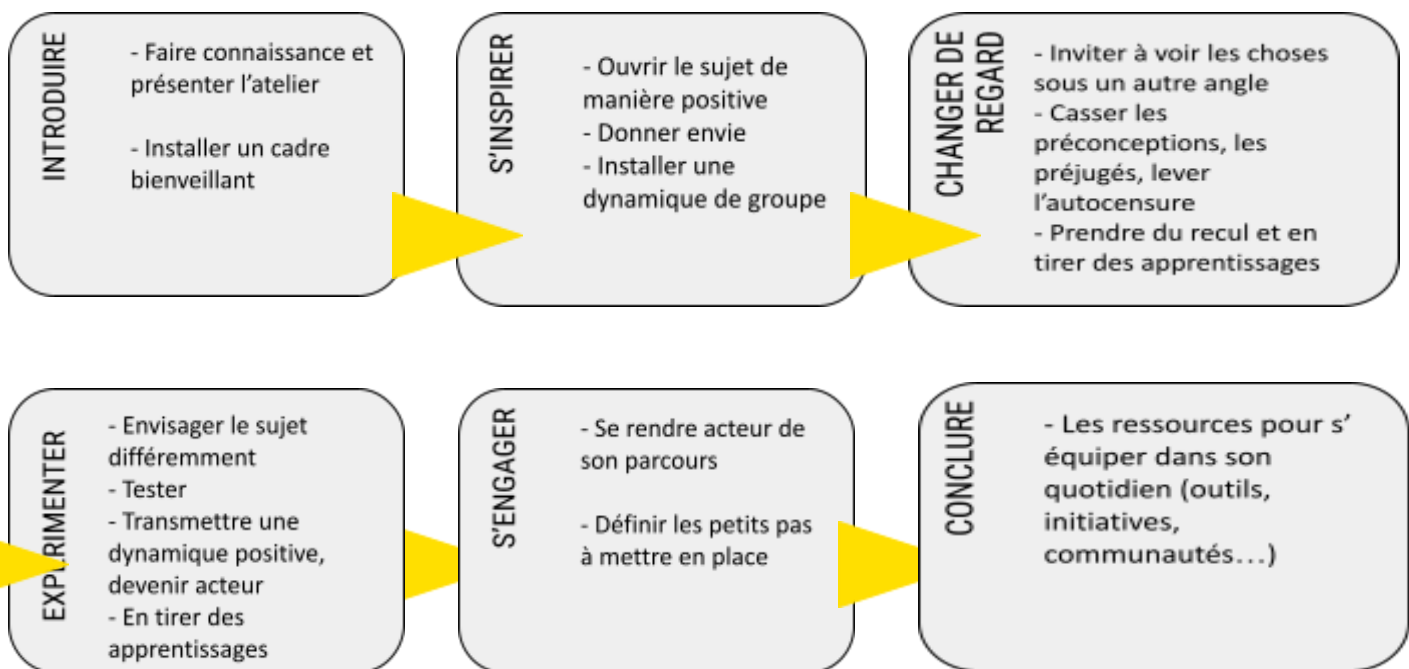 INTRODUIRE
- Faire connaissance et
présenter l’atelier
- Installer un cadre
bienveillant
S’INSPIRER
- Ouvrir le sujet de
manière positive
- Donner envie
- Installer une
dynamique de groupe
CHANGER DE
REGARD
- Inviter à voir les choses
sous un autre angle
- Casser les
préconceptions, les
préjugés, lever
l’autocensure
- Prendre du recul et en
tirer des apprentissages
EXPÉRIMENTER
- Envisager le sujet
différemment
- Tester
- Transmettre une
dynamique positive,
devenir acteur
- En tirer des
apprentissages
S’ENGAGER
- Se rendre acteur de
son parcours
- Définir les petits pas
à mettre en place
CONCLURE
- Les ressources pour s’
équiper dans son
quotidien (outils,
initiatives,
communautés…)